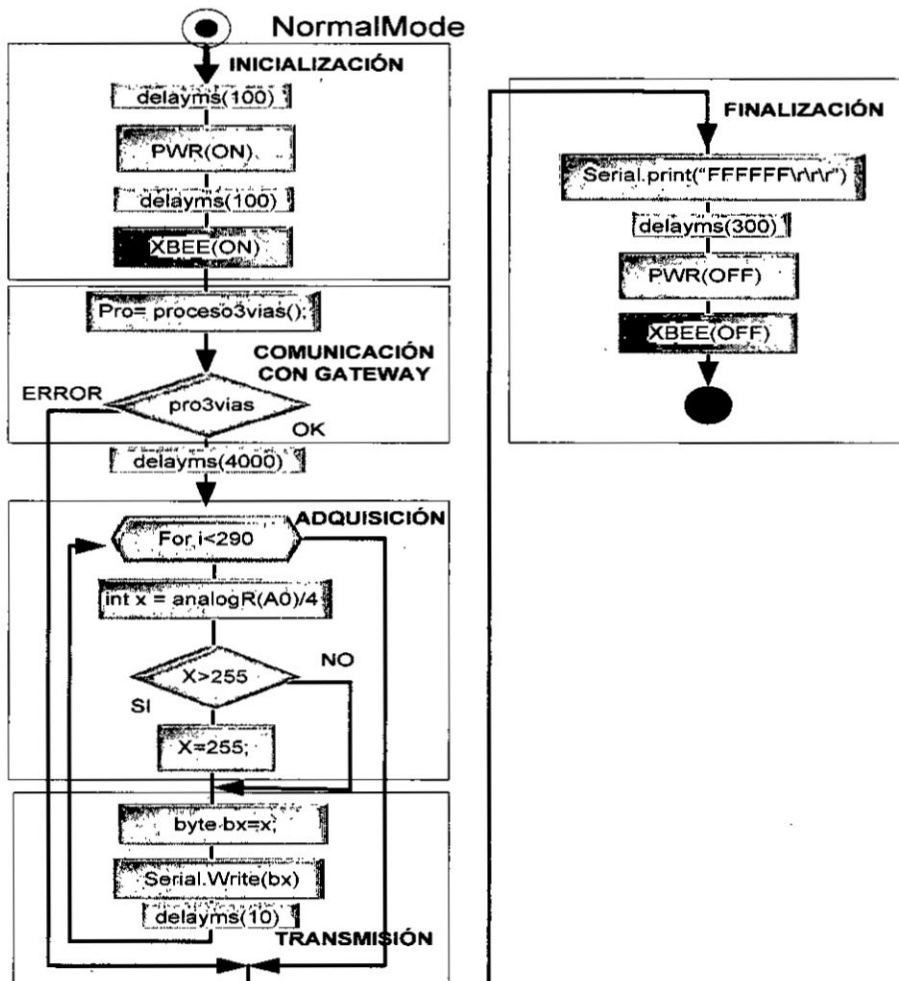 NormalMode
INICIALIZACIÓN
delayms(100)
PWR(ON)
delayms(100)
XBEE(ON)
Pro= proceso3vias();
COMUNICACIÓN
CON GATEWAY
ERROR
pro3vias
OK
delayms(4000)
ADQUISICIÓN
For i<290
int x = analogR(A0)/4
X>255
NO
SI
X=255;
byte bx=x;
Serial.Write(bx)
delayms(10)
TRANSMISIÓN
FINALIZACIÓN
Serial.print("FFFFFF\r\r\r")
delayms(300)
PWR(OFF)
XBEE(OFF)